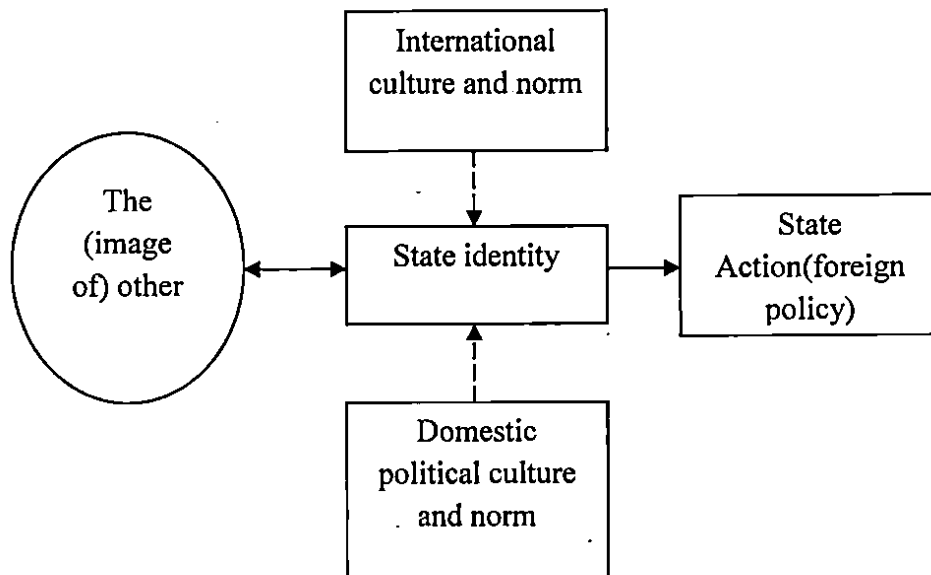 International
culture and norm
The
(image
of) other
State identity
State
Action(foreign
policy)
Domestic
political culture
and norm